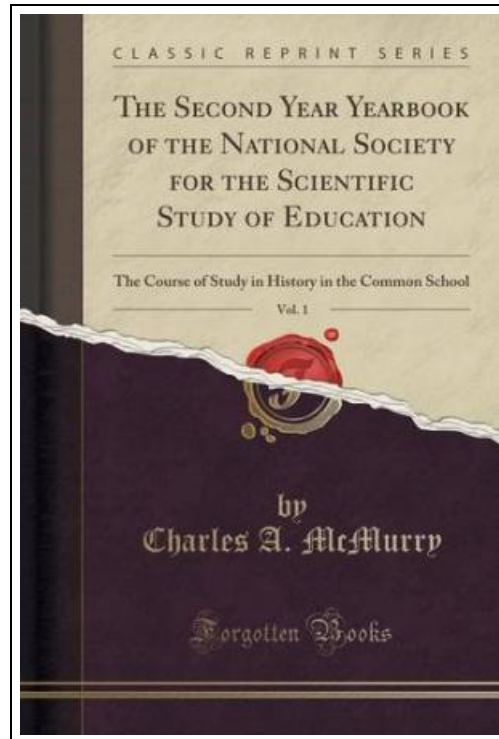 CLASSIC REPRINT SERIES
THE SECOND YEAR YEARBOOK
OF THE NATIONAL SOCIETY
FOR THE SCIENTIFIC
STUDY OF EDUCATION
The Course of Study in History in the Common School
Vol. 1
F
by
Charles A. McMurry
Forgotten Books